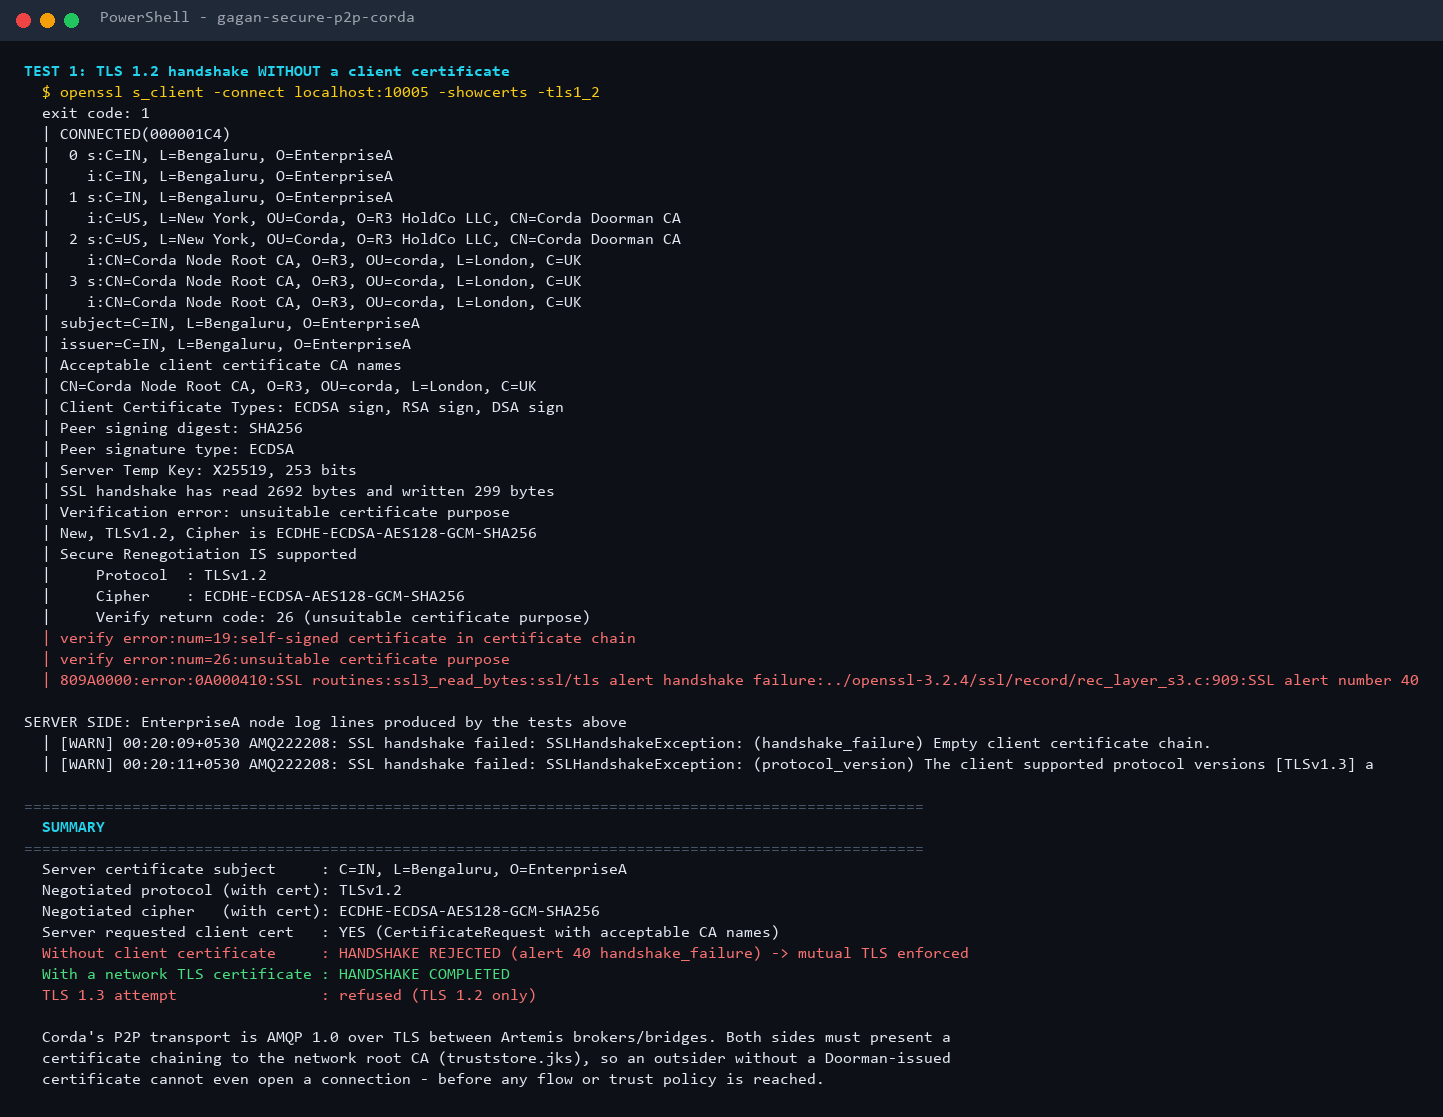 PowerShell - gagan-secure-p2p-corda
TEST 1: TLS 1.2 handshake WITHOUT a client certificate
$ openssl s_client -connect localhost:10005 -showcerts -tls1_2
exit code: 1
| CONNECTED(000001C4)
|  0 s:C=IN, L=Bengaluru, O=EnterpriseA
|    i:C=IN, L=Bengaluru, O=EnterpriseA
|  1 s:C=IN, L=Bengaluru, O=EnterpriseA
|    i:C=US, L=New York, OU=Corda, O=R3 HoldCo LLC, CN=Corda Doorman CA
|  2 s:C=US, L=New York, OU=Corda, O=R3 HoldCo LLC, CN=Corda Doorman CA
|    i:CN=Corda Node Root CA, O=R3, OU=corda, L=London, C=UK
|  3 s:CN=Corda Node Root CA, O=R3, OU=corda, L=London, C=UK
|    i:CN=Corda Node Root CA, O=R3, OU=corda, L=London, C=UK
| subject=C=IN, L=Bengaluru, O=EnterpriseA
| issuer=C=IN, L=Bengaluru, O=EnterpriseA
| Acceptable client certificate CA names
| CN=Corda Node Root CA, O=R3, OU=corda, L=London, C=UK
| Client Certificate Types: ECDSA sign, RSA sign, DSA sign
| Peer signing digest: SHA256
| Peer signature type: ECDSA
| Server Temp Key: X25519, 253 bits
| SSL handshake has read 2692 bytes and written 299 bytes
| Verification error: unsuitable certificate purpose
| New, TLSv1.2, Cipher is ECDHE-ECDSA-AES128-GCM-SHA256
| Secure Renegotiation IS supported
|     Protocol  : TLSv1.2
|     Cipher    : ECDHE-ECDSA-AES128-GCM-SHA256
|     Verify return code: 26 (unsuitable certificate purpose)
| verify error:num=19:self-signed certificate in certificate chain
| verify error:num=26:unsuitable certificate purpose
| 809A0000:error:0A000410:SSL routines:ssl3_read_bytes:ssl/tls alert handshake failure:../openssl-3.2.4/ssl/record/rec_layer_s3.c:909:SSL alert number 40
SERVER SIDE: EnterpriseA node log lines produced by the tests above
| [WARN] 00:20:09+0530 AMQ222208: SSL handshake failed: SSLHandshakeException: (handshake_failure) Empty client certificate chain.
| [WARN] 00:20:11+0530 AMQ222208: SSL handshake failed: SSLHandshakeException: (protocol_version) The client supported protocol versions [TLSv1.3] a
====================================================================================================
SUMMARY
====================================================================================================
Server certificate subject     : C=IN, L=Bengaluru, O=EnterpriseA
Negotiated protocol (with cert): TLSv1.2
Negotiated cipher   (with cert): ECDHE-ECDSA-AES128-GCM-SHA256
Server requested client cert   : YES (CertificateRequest with acceptable CA names)
Without client certificate     : HANDSHAKE REJECTED (alert 40 handshake_failure) -> mutual TLS enforced
With a network TLS certificate : HANDSHAKE COMPLETED
TLS 1.3 attempt                : refused (TLS 1.2 only)
Corda's P2P transport is AMQP 1.0 over TLS between Artemis brokers/bridges. Both sides must present a
certificate chaining to the network root CA (truststore.jks), so an outsider without a Doorman-issued
certificate cannot even open a connection - before any flow or trust policy is reached.